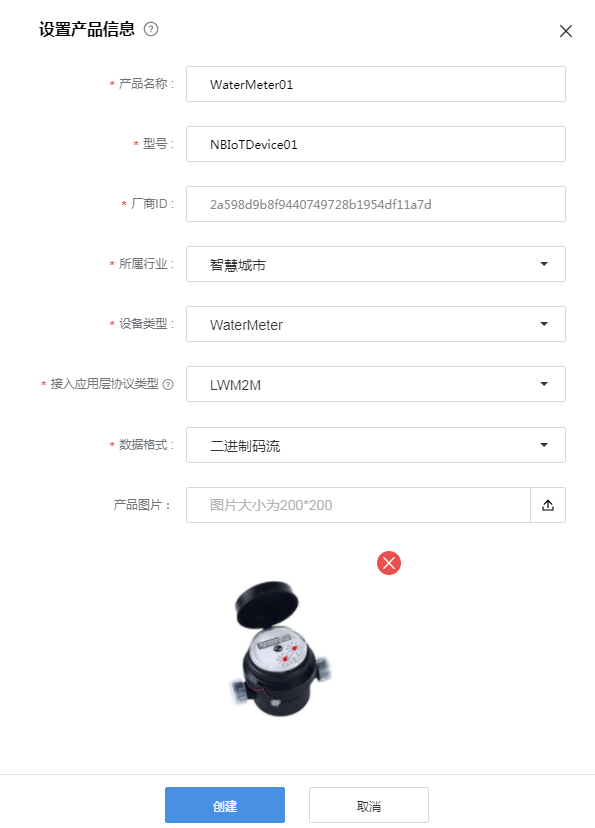 设置产品信息 ?
* 产品名称 : WaterMeter01
* 型号 : NBIoTDevice01
* 厂商ID : 2a598d9b8f9440749728b1954df11a7d
* 所属行业 : 智慧城市
* 设备类型 : WaterMeter
* 接入应用层协议类型 ? LWM2M
* 数据格式 : 二进制码流
产品图片： 图片大小为200*200
创建 取消